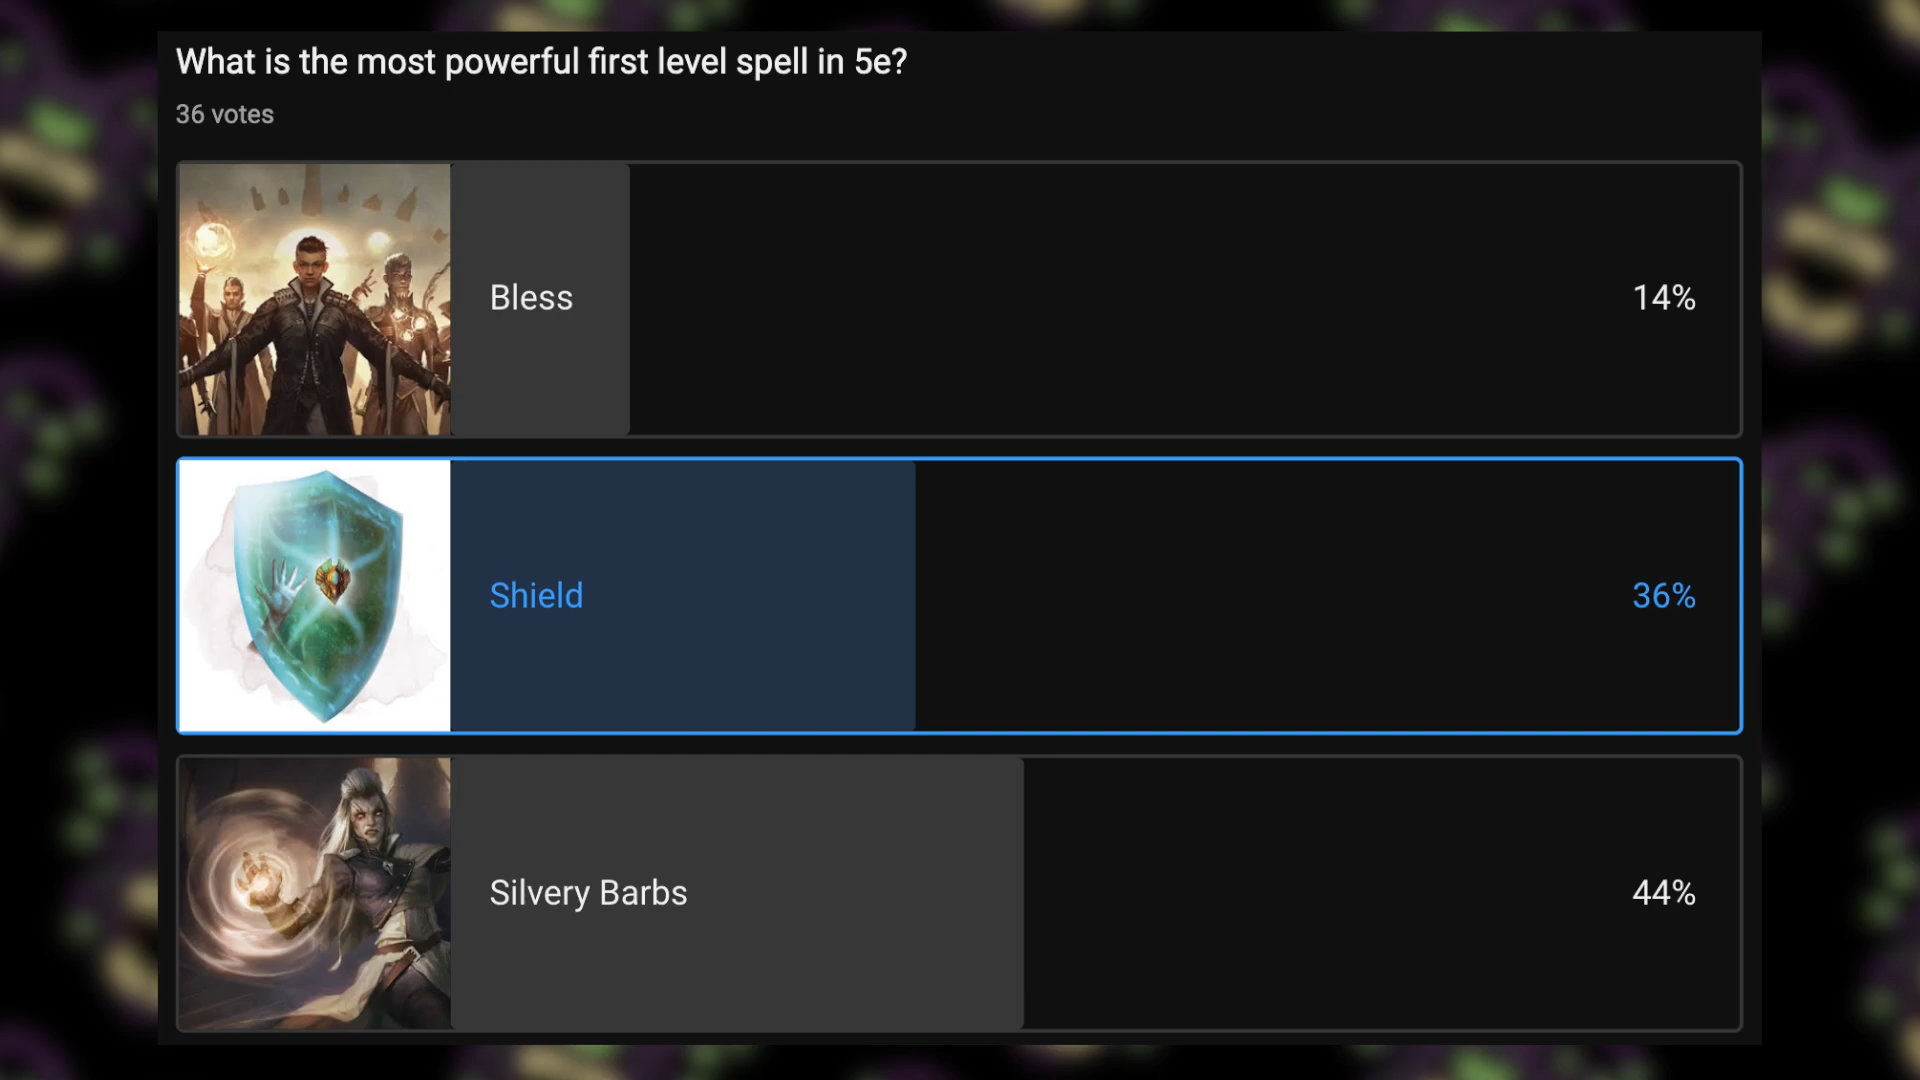 What is the most powerful first level spell in 5e?
36 votes
Bless 14%
Shield 36%
Silvery Barbs 44%